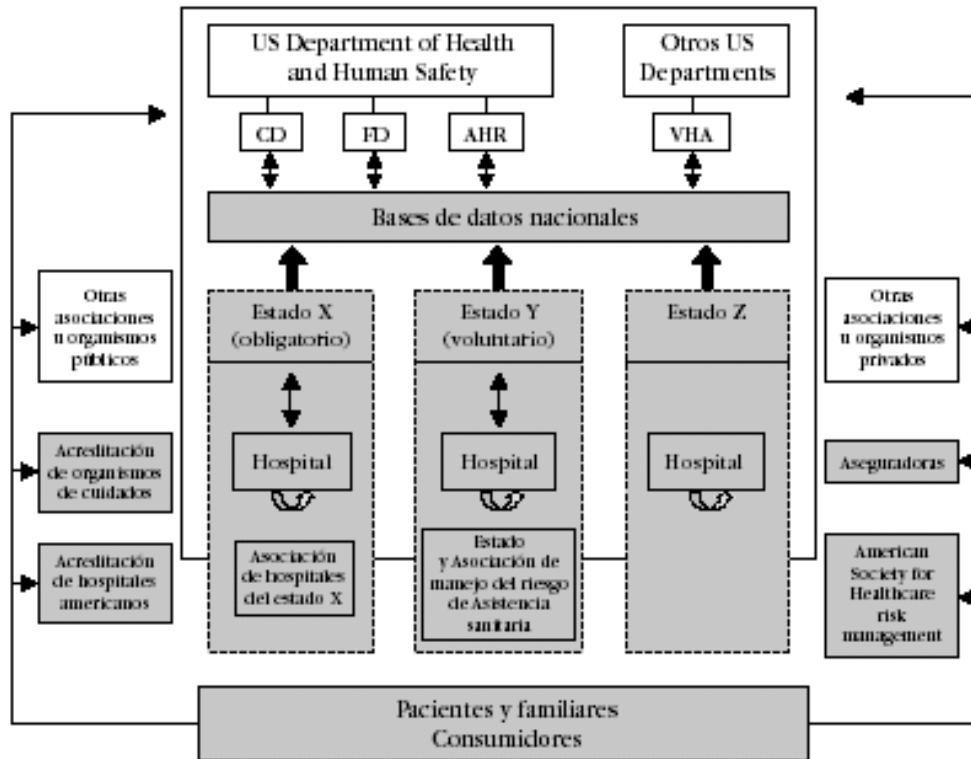 US Department of Health
and Human Safety
Otros US
Departments
CD
FD
AHR
VHA
Bases de datos nacionales
Otras
asociaciones
u organismos
públicos
Estado X
(obligatorio)
Estado Y
(voluntario)
Estado Z
Otras
asociaciones
u organismos
privados
Acreditación
de organismos
de cuidados
Hospital
Hospital
Hospital
Aseguradoras
Acreditación
de hospitales
americanos
Asociación
de hospitales
del estado X
Estado
y Asociación de
manejo del riesgo
de Asistencia
sanitaria
American
Society for
Healthcare
risk
management
Pacientes y familiares
Consumidores